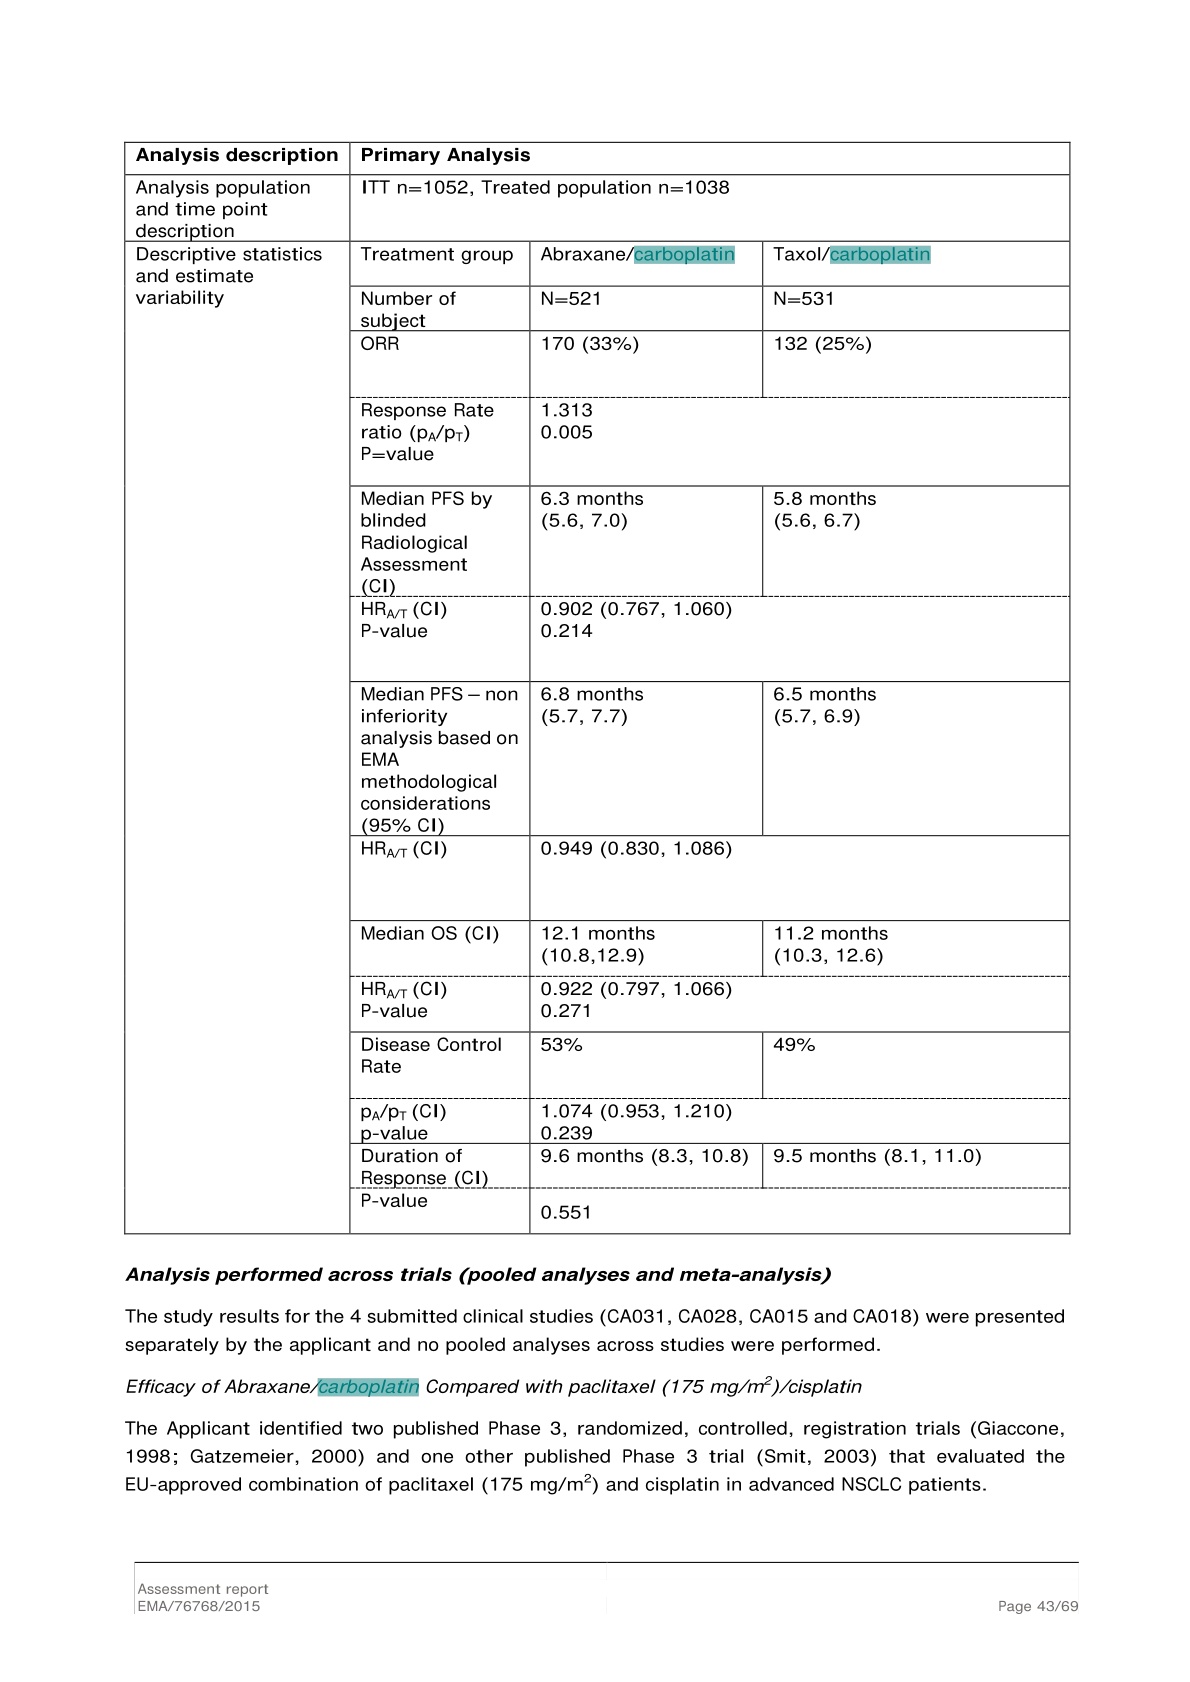 Analysis description Primary Analysis
Analysis population ITT n=1052, Treated population n=1038
and time point
description
Descriptive statistics Treatment group Abraxane/carboplatin Taxol/carboplatin
and estimate
variability Number of N=521 N=531
subject
ORR 170 (33%) 132 (25%)
Response Rate 1.313
ratio (pA/pT) 0.005
P=value
Median PFS by 6.3 months 5.8 months
blinded (5.6, 7.0) (5.6, 6.7)
Radiological
Assessment
(CI)
HRA/T (CI) 0.902 (0.767, 1.060)
P-value 0.214
Median PFS – non 6.8 months 6.5 months
inferiority (5.7, 7.7) (5.7, 6.9)
analysis based on
EMA
methodological
considerations
(95% CI)
HRA/T (CI) 0.949 (0.830, 1.086)
Median OS (CI) 12.1 months 11.2 months
(10.8,12.9) (10.3, 12.6)
HRA/T (CI) 0.922 (0.797, 1.066)
P-value 0.271
Disease Control 53% 49%
Rate
pA/pT (CI) 1.074 (0.953, 1.210)
p-value 0.239
Duration of 9.6 months (8.3, 10.8) 9.5 months (8.1, 11.0)
Response (CI)
P-value
0.551
Analysis performed across trials (pooled analyses and meta-analysis)
The study results for the 4 submitted clinical studies (CA031, CA028, CA015 and CA018) were presented
separately by the applicant and no pooled analyses across studies were performed.
Efficacy of Abraxane/carboplatin Compared with paclitaxel (175 mg/m2)/cisplatin
The Applicant identified two published Phase 3, randomized, controlled, registration trials (Giaccone,
1998; Gatzemeier, 2000) and one other published Phase 3 trial (Smit, 2003) that evaluated the
EU-approved combination of paclitaxel (175 mg/m2) and cisplatin in advanced NSCLC patients.
Assessment report
EMA/76768/2015 Page 43/69